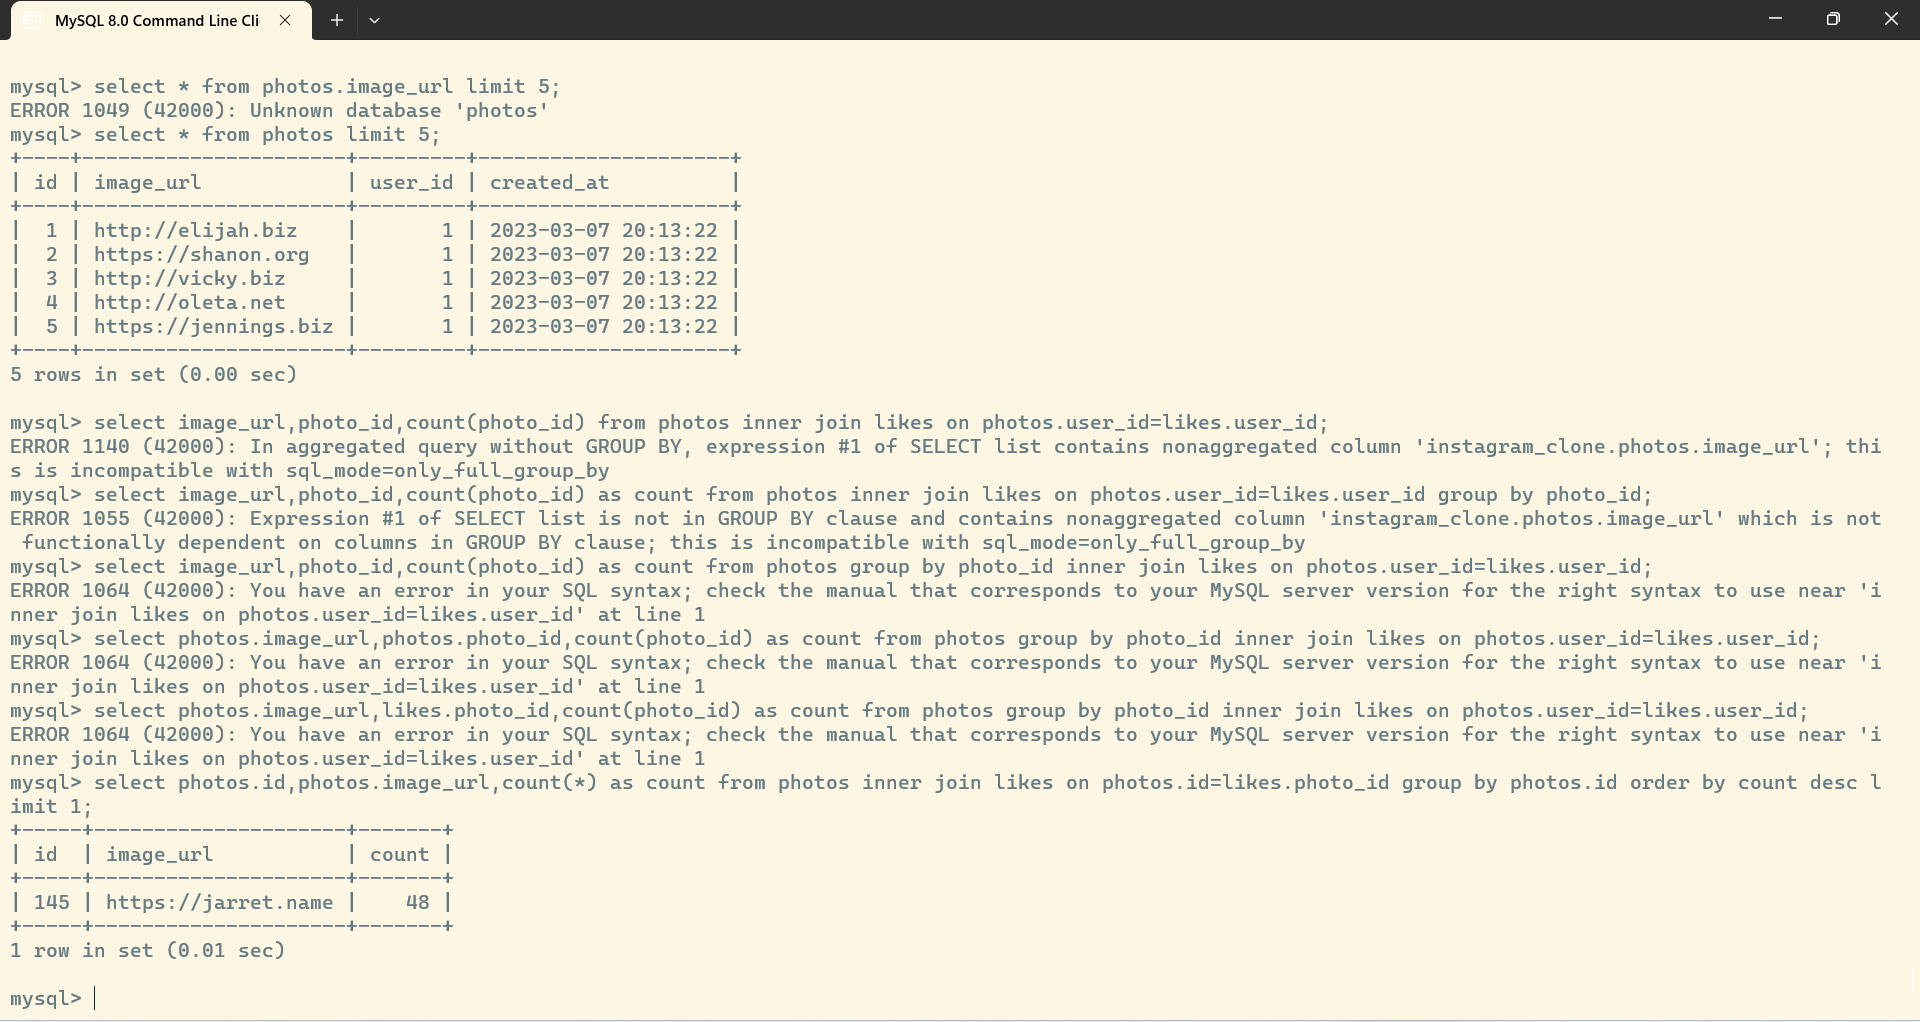 MySQL 8.0 Command Line Cli
mysql> select * from photos.image_url limit 5;
ERROR 1049 (42000): Unknown database 'photos'
mysql> select * from photos limit 5;
+----+----------------------+---------+---------------------+
| id | image_url            | user_id | created_at          |
+----+----------------------+---------+---------------------+
|  1 | http://elijah.biz    |       1 | 2023-03-07 20:13:22 |
|  2 | https://shanon.org   |       1 | 2023-03-07 20:13:22 |
|  3 | http://vicky.biz     |       1 | 2023-03-07 20:13:22 |
|  4 | http://oleta.net     |       1 | 2023-03-07 20:13:22 |
|  5 | https://jennings.biz |       1 | 2023-03-07 20:13:22 |
+----+----------------------+---------+---------------------+
5 rows in set (0.00 sec)
mysql> select image_url,photo_id,count(photo_id) from photos inner join likes on photos.user_id=likes.user_id;
ERROR 1140 (42000): In aggregated query without GROUP BY, expression #1 of SELECT list contains nonaggregated column 'instagram_clone.photos.image_url'; thi
s is incompatible with sql_mode=only_full_group_by
mysql> select image_url,photo_id,count(photo_id) as count from photos inner join likes on photos.user_id=likes.user_id group by photo_id;
ERROR 1055 (42000): Expression #1 of SELECT list is not in GROUP BY clause and contains nonaggregated column 'instagram_clone.photos.image_url' which is not
 functionally dependent on columns in GROUP BY clause; this is incompatible with sql_mode=only_full_group_by
mysql> select image_url,photo_id,count(photo_id) as count from photos group by photo_id inner join likes on photos.user_id=likes.user_id;
ERROR 1064 (42000): You have an error in your SQL syntax; check the manual that corresponds to your MySQL server version for the right syntax to use near 'i
nner join likes on photos.user_id=likes.user_id' at line 1
mysql> select photos.image_url,photos.photo_id,count(photo_id) as count from photos group by photo_id inner join likes on photos.user_id=likes.user_id;
ERROR 1064 (42000): You have an error in your SQL syntax; check the manual that corresponds to your MySQL server version for the right syntax to use near 'i
nner join likes on photos.user_id=likes.user_id' at line 1
mysql> select photos.image_url,likes.photo_id,count(photo_id) as count from photos group by photo_id inner join likes on photos.user_id=likes.user_id;
ERROR 1064 (42000): You have an error in your SQL syntax; check the manual that corresponds to your MySQL server version for the right syntax to use near 'i
nner join likes on photos.user_id=likes.user_id' at line 1
mysql> select photos.id,photos.image_url,count(*) as count from photos inner join likes on photos.id=likes.photo_id group by photos.id order by count desc l
imit 1;
+-----+---------------------+-------+
| id  | image_url           | count |
+-----+---------------------+-------+
| 145 | https://jarret.name |    48 |
+-----+---------------------+-------+
1 row in set (0.01 sec)
mysql>